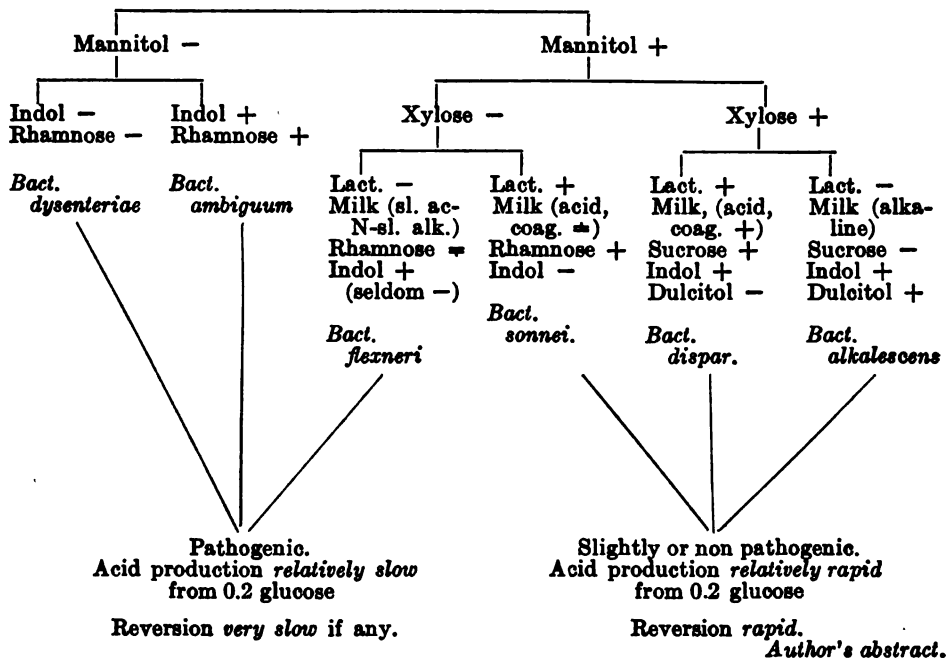 Mannitol −
Mannitol +
Indol −
Rhamnose −
Indol +
Rhamnose +
Xylose −
Xylose +
Bact.
dysenteriae
Bact.
ambiguum
Lact. −
Milk (sl. ac-
N-sl. alk.)
Rhamnose ∓
Indol +
(seldom −)
Bact.
flexneri
Lact. +
Milk (acid,
coag. ±)
Rhamnose +
Indol −
Bact.
sonnei.
Lact. +
Milk, (acid,
coag. +)
Sucrose +
Indol +
Dulcitol −
Bact.
dispar.
Lact. −
Milk (alka-
line)
Sucrose −
Indol +
Dulcitol +
Bact.
alkalescens
Pathogenic.
Acid production relatively slow
from 0.2 glucose
Reversion very slow if any.
Slightly or non pathogenic.
Acid production relatively rapid
from 0.2 glucose
Reversion rapid.
Author's abstract.